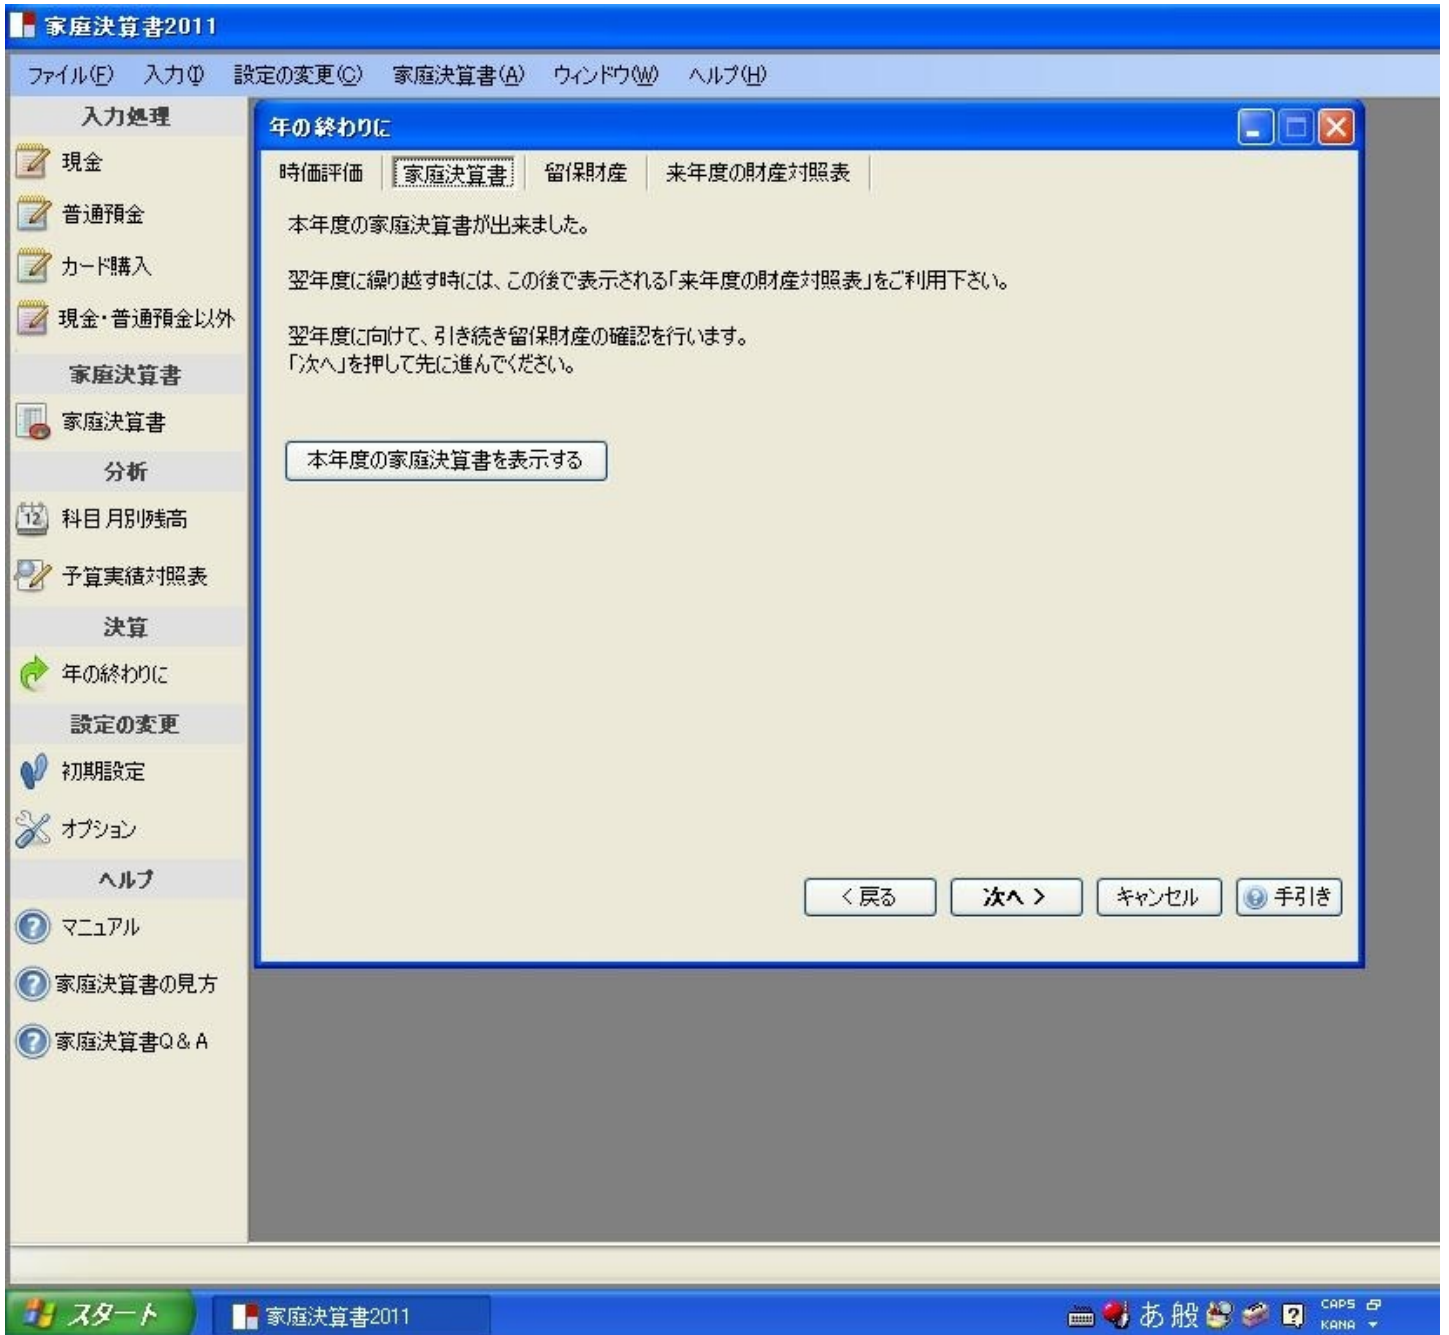 家庭決算書2011
ファイル(F) 入力(I) 設定の変更(C) 家庭決算書(A) ウィンドウ(W) ヘルプ(H)
入力処理
現金
普通預金
カード購入
現金・普通預金以外
家庭決算書
家庭決算書
分析
12
科目月別残高
予算実績対照表
決算
年の終わりに
設定の変更
初期設定
オプション
ヘルプ
マニュアル
家庭決算書の見方
家庭決算書Q&A
年の終わりに
時価評価 家庭決算書 留保財産 来年度の財産対照表
本年度の家庭決算書が出来ました。
翌年度に繰り越す時には、この後で表示される「来年度の財産対照表」をご利用下さい。
翌年度に向けて、引き続き留保財産の確認を行います。
「次へ」を押して先に進んでください。
本年度の家庭決算書を表示する
<戻る 次へ> キャンセル 手引き
スタート 家庭決算書2011 あ 般 CAPS
KANA